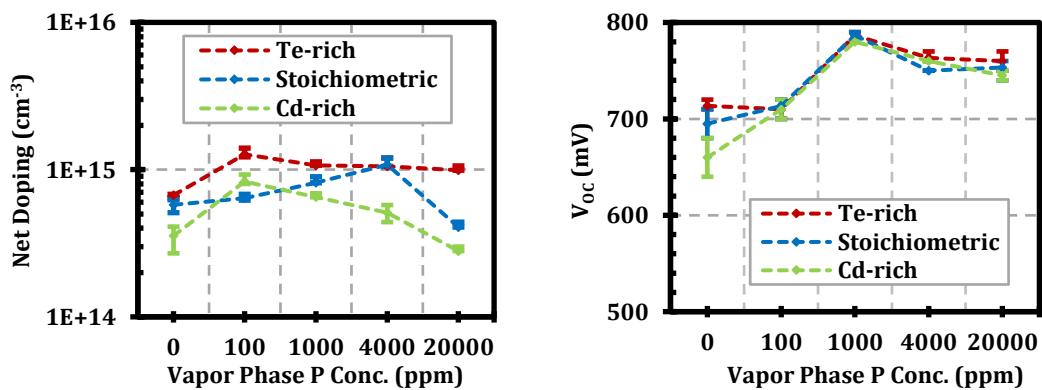 1E+16
1E+15
1E+14
Net Doping (cm-3)
Te-rich
Stoichiometric
Cd-rich
0 100 1000 4000 20000
Vapor Phase P Conc. (ppm)
800
700
600
500
VOC (mV)
Te-rich
Stoichiometric
Cd-rich
0 100 1000 4000 20000
Vapor Phase P Conc. (ppm)